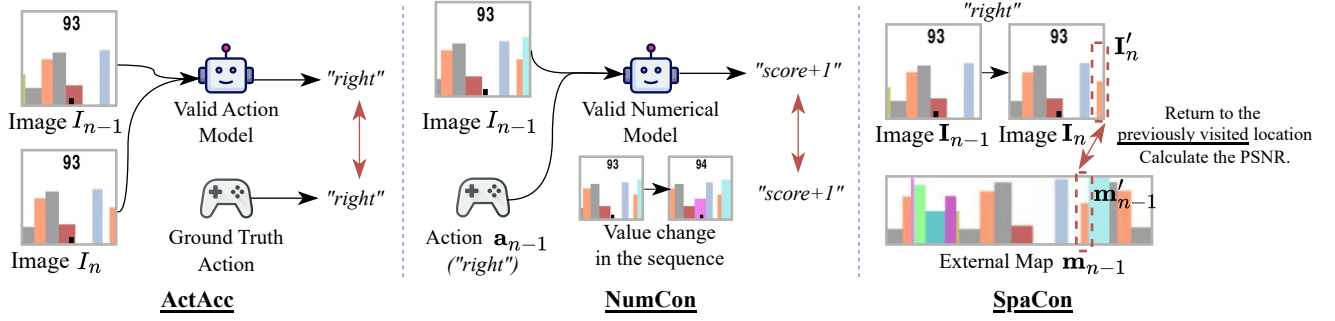 93
Image I_{n-1}
93
Image I_n
Valid Action
Model
"right"
Ground Truth
Action
"right"
ActAcc
93
Image I_{n-1}
Action a_{n-1}
("right")
Valid Numerical
Model
"score+1"
93
94
Value change
in the sequence
"score+1"
NumCon
"right"
93
93
I'_n
Image I_{n-1}
Image I_n
Return to the
previously visited location
Calculate the PSNR.
m'_{n-1}
External Map m_{n-1}
SpaCon